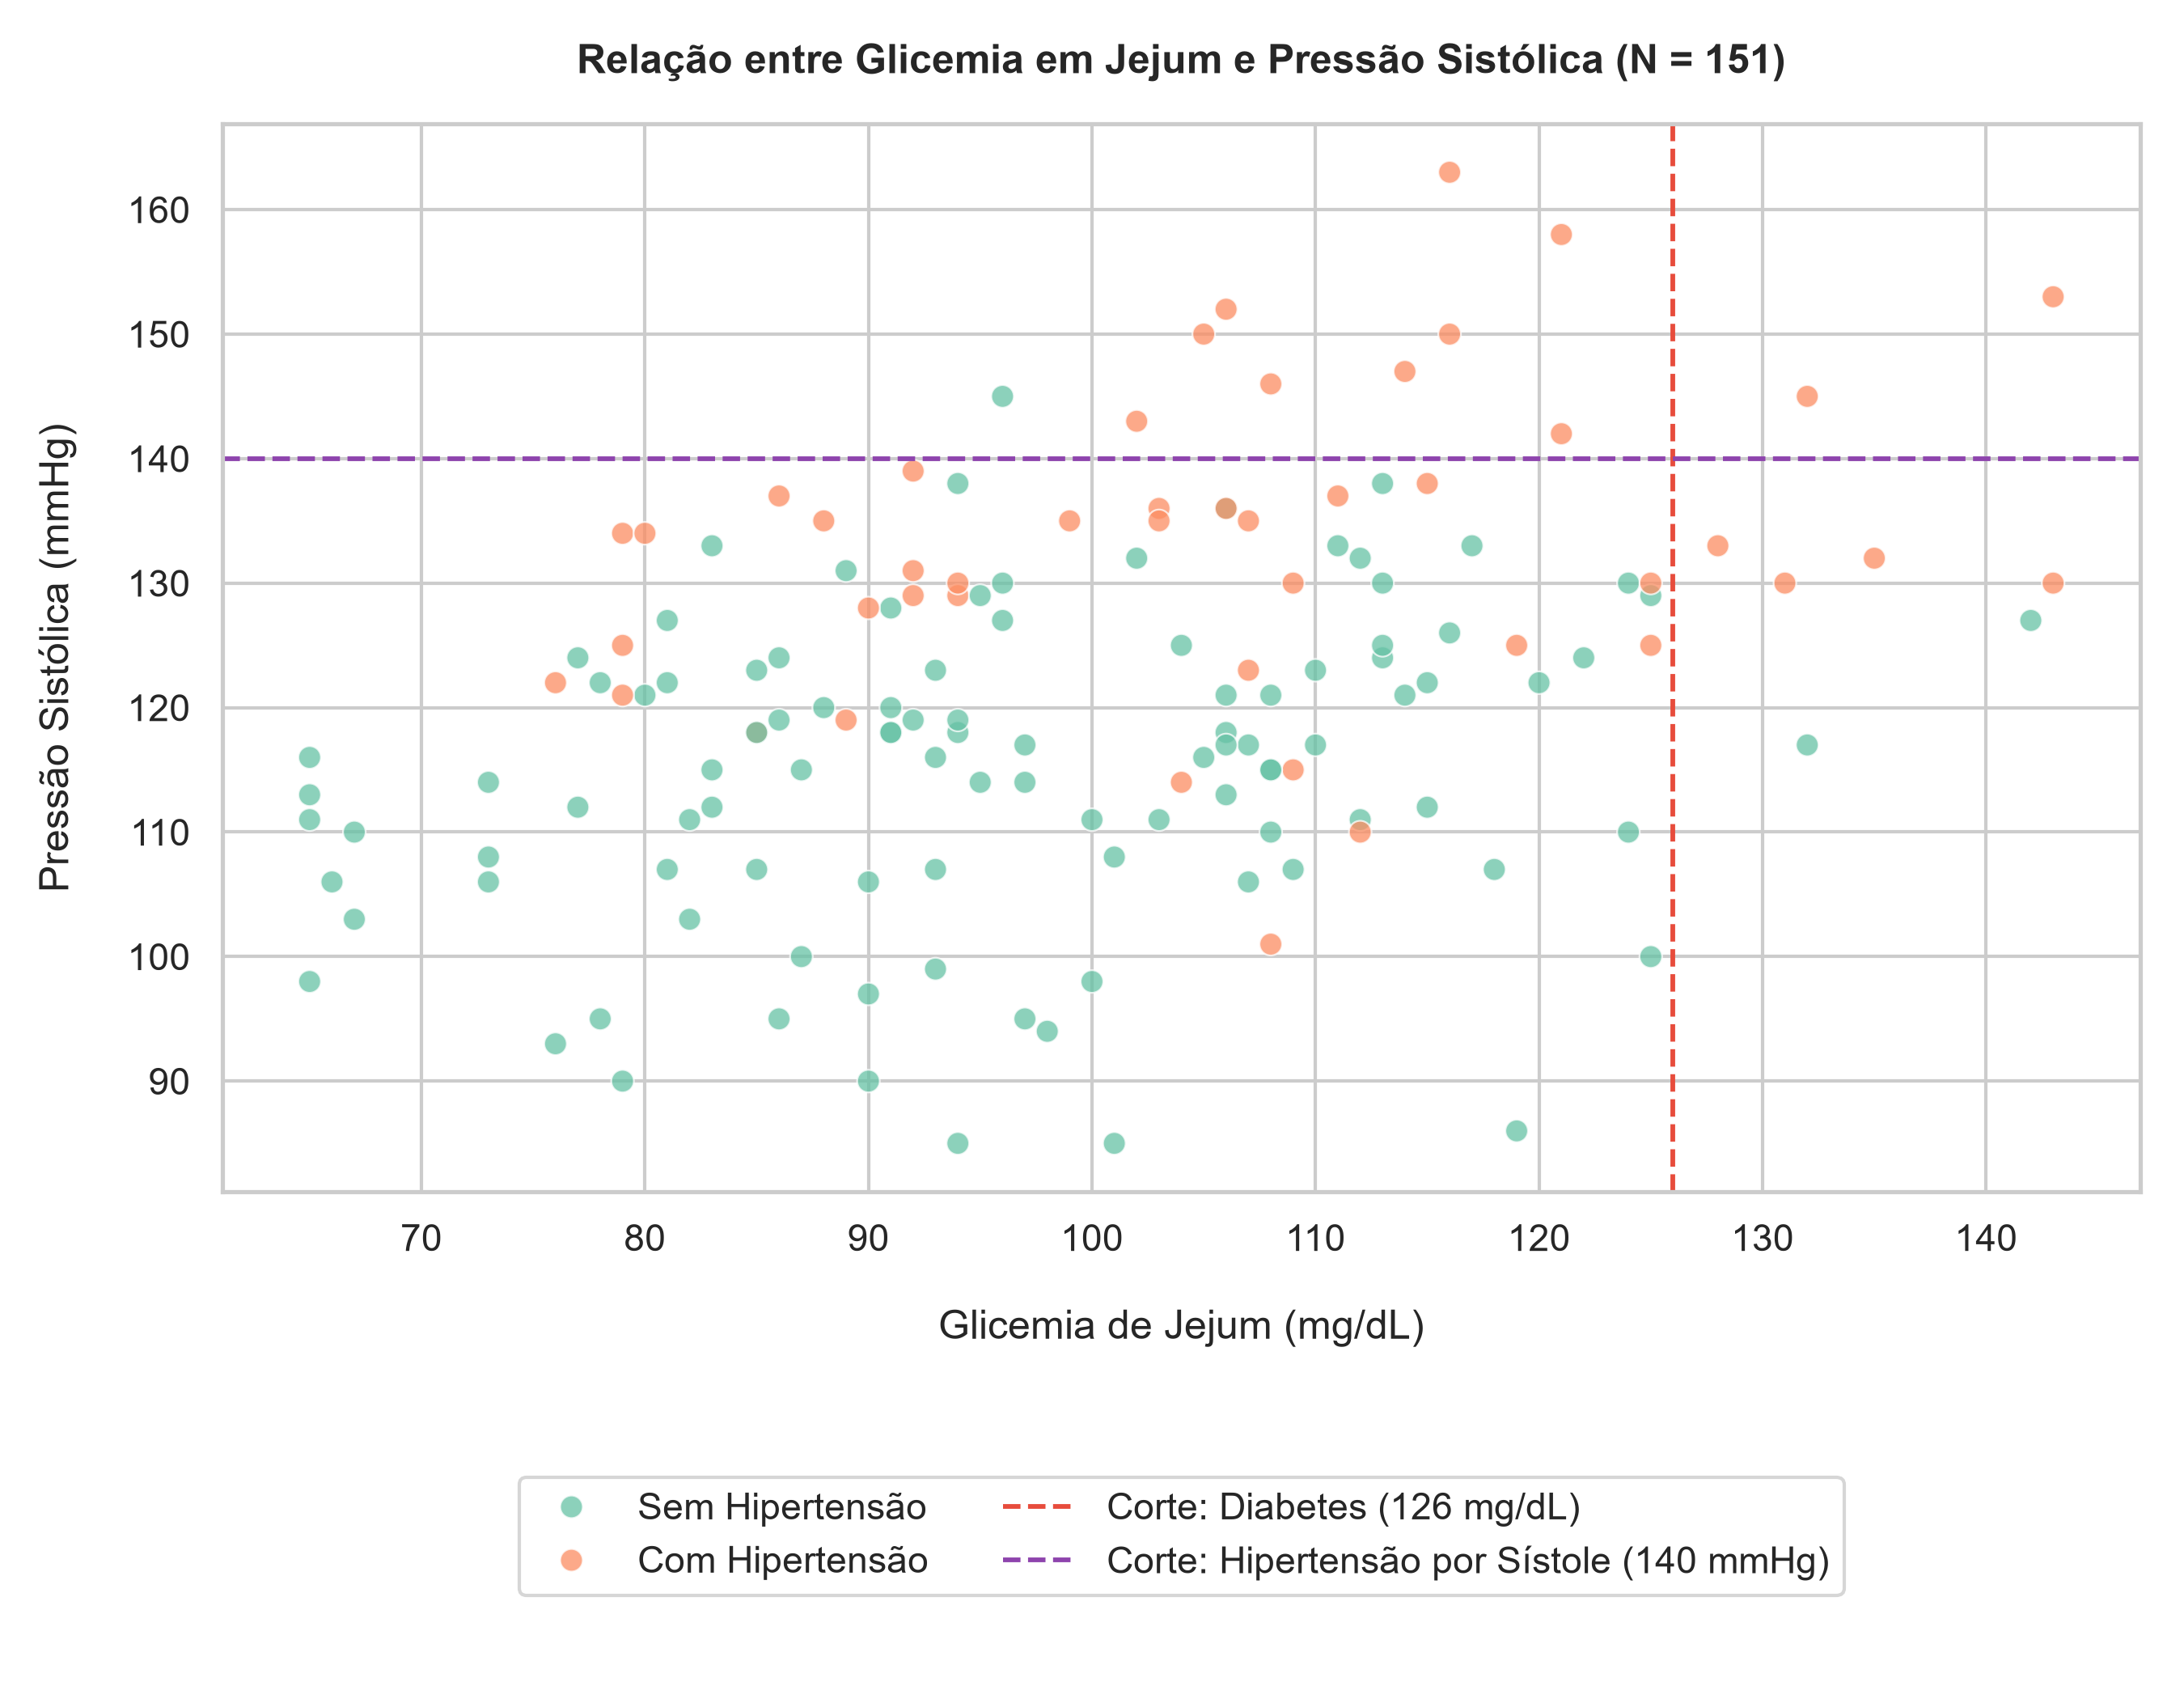 Relação entre Glicemia em Jejum e Pressão Sistólica (N = 151)
160
150
140
130
120
110
100
90
Pressão Sistólica (mmHg)
70 80 90 100 110 120 130 140
Glicemia de Jejum (mg/dL)
Sem Hipertensão
Com Hipertensão
Corte: Diabetes (126 mg/dL)
Corte: Hipertensão por Sístole (140 mmHg)